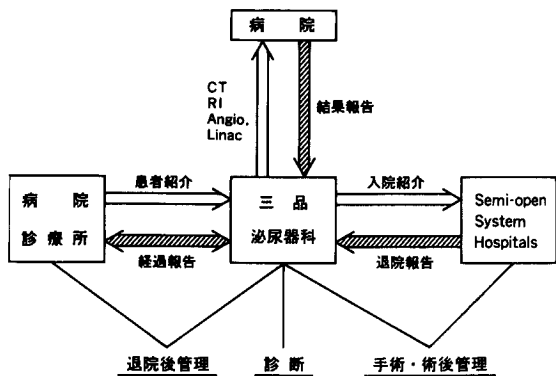 病院
CT
RI
Angio,
Linac
結果報告
患者紹介
入院紹介
病院
診療所
三品
泌尿器科
Semi-open
System
Hospitals
経過報告
退院報告
退院後管理
診断
手術・術後管理